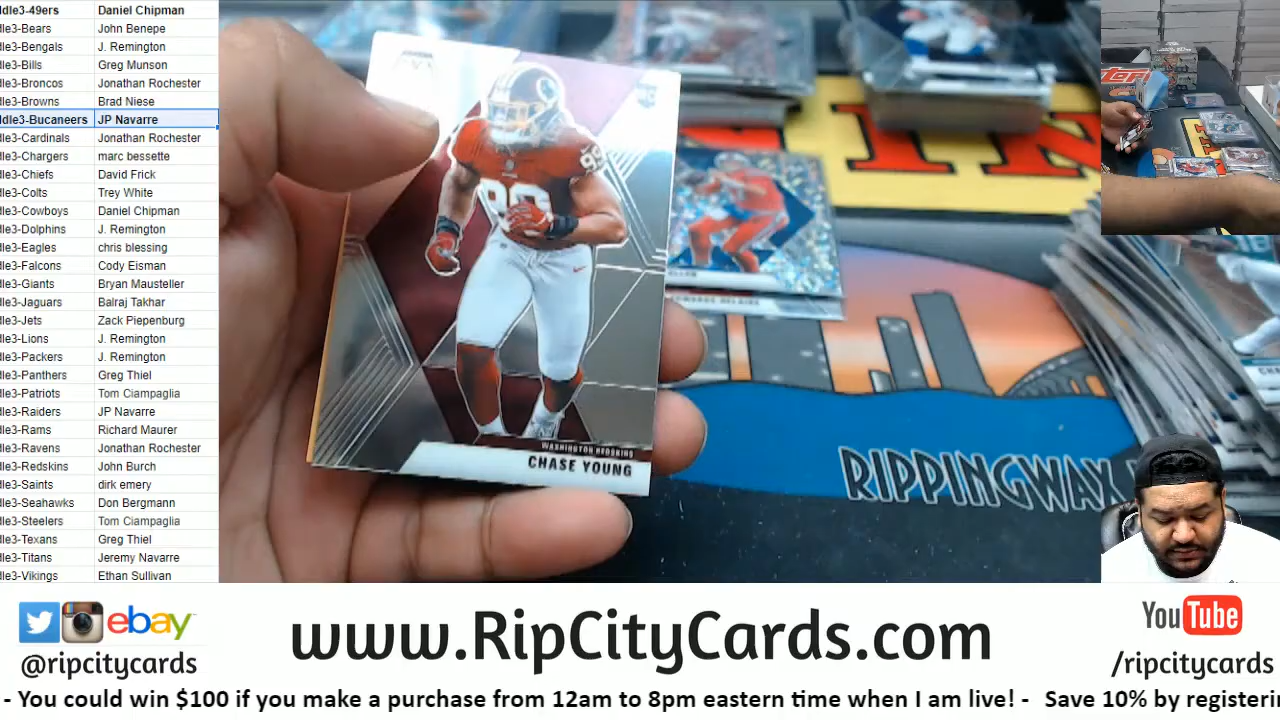 dle3-49ers Daniel Chipman
dle3-Bears John Benepe
dle3-Bengals J. Remington
dle3-Bills Greg Munson
dle3-Broncos Jonathan Rochester
dle3-Browns Brad Niese
dle3-Bucaneers JP Navarre
dle3-Cardinals Jonathan Rochester
dle3-Chargers marc bessette
dle3-Chiefs David Frick
dle3-Colts Trey White
dle3-Cowboys Daniel Chipman
dle3-Dolphins J. Remington
dle3-Eagles chris blessing
dle3-Falcons Cody Eisman
dle3-Giants Bryan Mausteller
dle3-Jaguars Balraj Takhar
dle3-Jets Zack Piepenburg
dle3-Lions J. Remington
dle3-Packers J. Remington
dle3-Panthers Greg Thiel
dle3-Patriots Tom Ciampaglia
dle3-Raiders JP Navarre
dle3-Rams Richard Maurer
dle3-Ravens Jonathan Rochester
dle3-Redskins John Burch
dle3-Saints dirk emery
dle3-Seahawks Don Bergmann
dle3-Steelers Tom Ciampaglia
dle3-Texans Greg Thiel
dle3-Titans Jeremy Navarre
dle3-Vikings Ethan Sullivan
99
WASHINGTON REDSKINS
CHASE YOUNG
RIPPINGWAX
ebay
@ripcitycards
www.RipCityCards.com
YouTube
/ripcitycards
- You could win $100 if you make a purchase from 12am to 8pm eastern time when I am live! - Save 10% by registerin